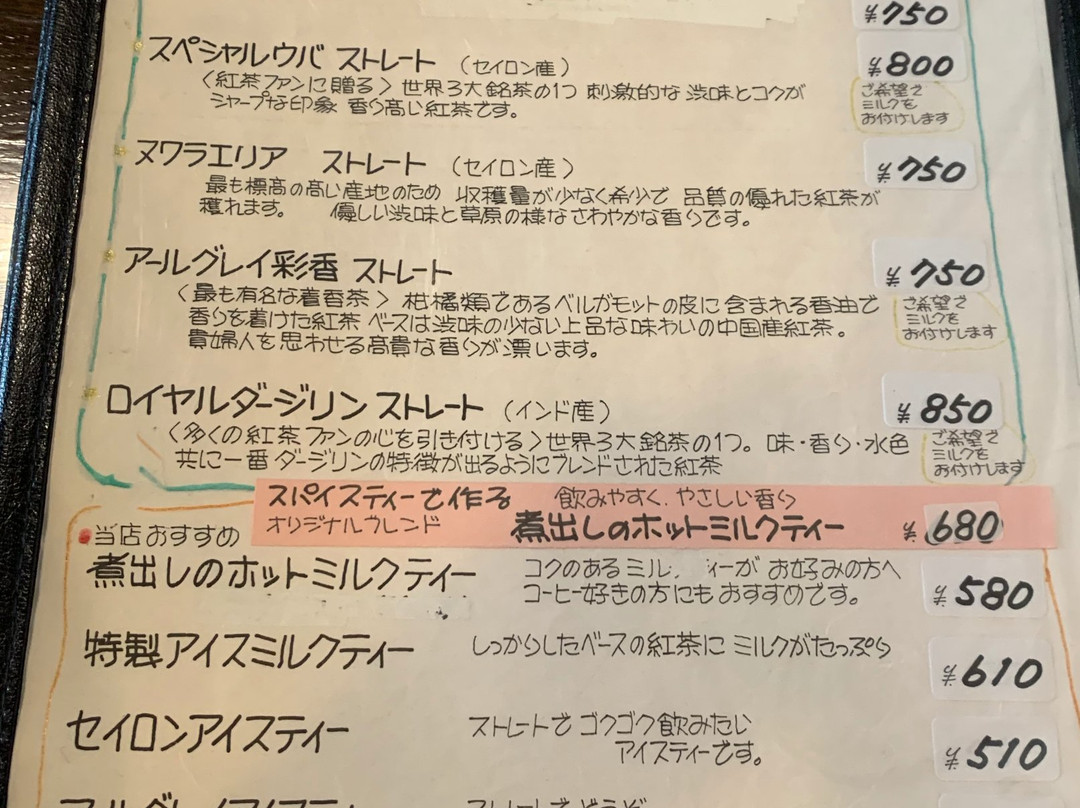 ¥750
スペシャルウバ ストレート (セイロン産) ¥800
〈紅茶ファンに贈る〉世界3大銘茶の1つ 刺激的な渋味とコクが
シャープな印象 香り高い紅茶です。
ご希望で
ミルクを
お付けします
ヌワラエリア ストレート (セイロン産) ¥750
最も標高の高い産地のため 収穫量が少なく希少で 品質の優れた紅茶が
穫れます。 優しい渋味と草原の様なさわやかな香りです。
アールグレイ彩香 ストレート ¥750
〈最も有名な着香茶〉柑橘類であるベルガモットの皮に含まれる香油で
香りを着けた紅茶 ベースは渋味の少ない上品な味わいの中国産紅茶。
貴婦人を思わせる高貴な香りが漂います。
ご希望で
ミルクを
お付けします
ロイヤルダージリン ストレート (インド産) ¥850
〈多くの紅茶ファンの心を引き付ける〉世界3大銘茶の1つ。味・香り・水色
共に一番ダージリンの特徴が出るようにブレンドされた紅茶
ご希望で
ミルクを
お付けします
スパイスティーで作る 飲みやすく、やさしい香り
オリジナルブレンド 煮出しのホットミルクティー ¥680
当店おすすめ
煮出しのホットミルクティー コクのあるミル ィーが お好みの方へ ¥580
コーヒー好きの方にもおすすめです。
特製アイスミルクティー しっからしたベースの紅茶に ミルクがたっぷり ¥610
セイロンアイスティー ストレートで ゴクゴク飲みたい ¥510
アイスティーです。